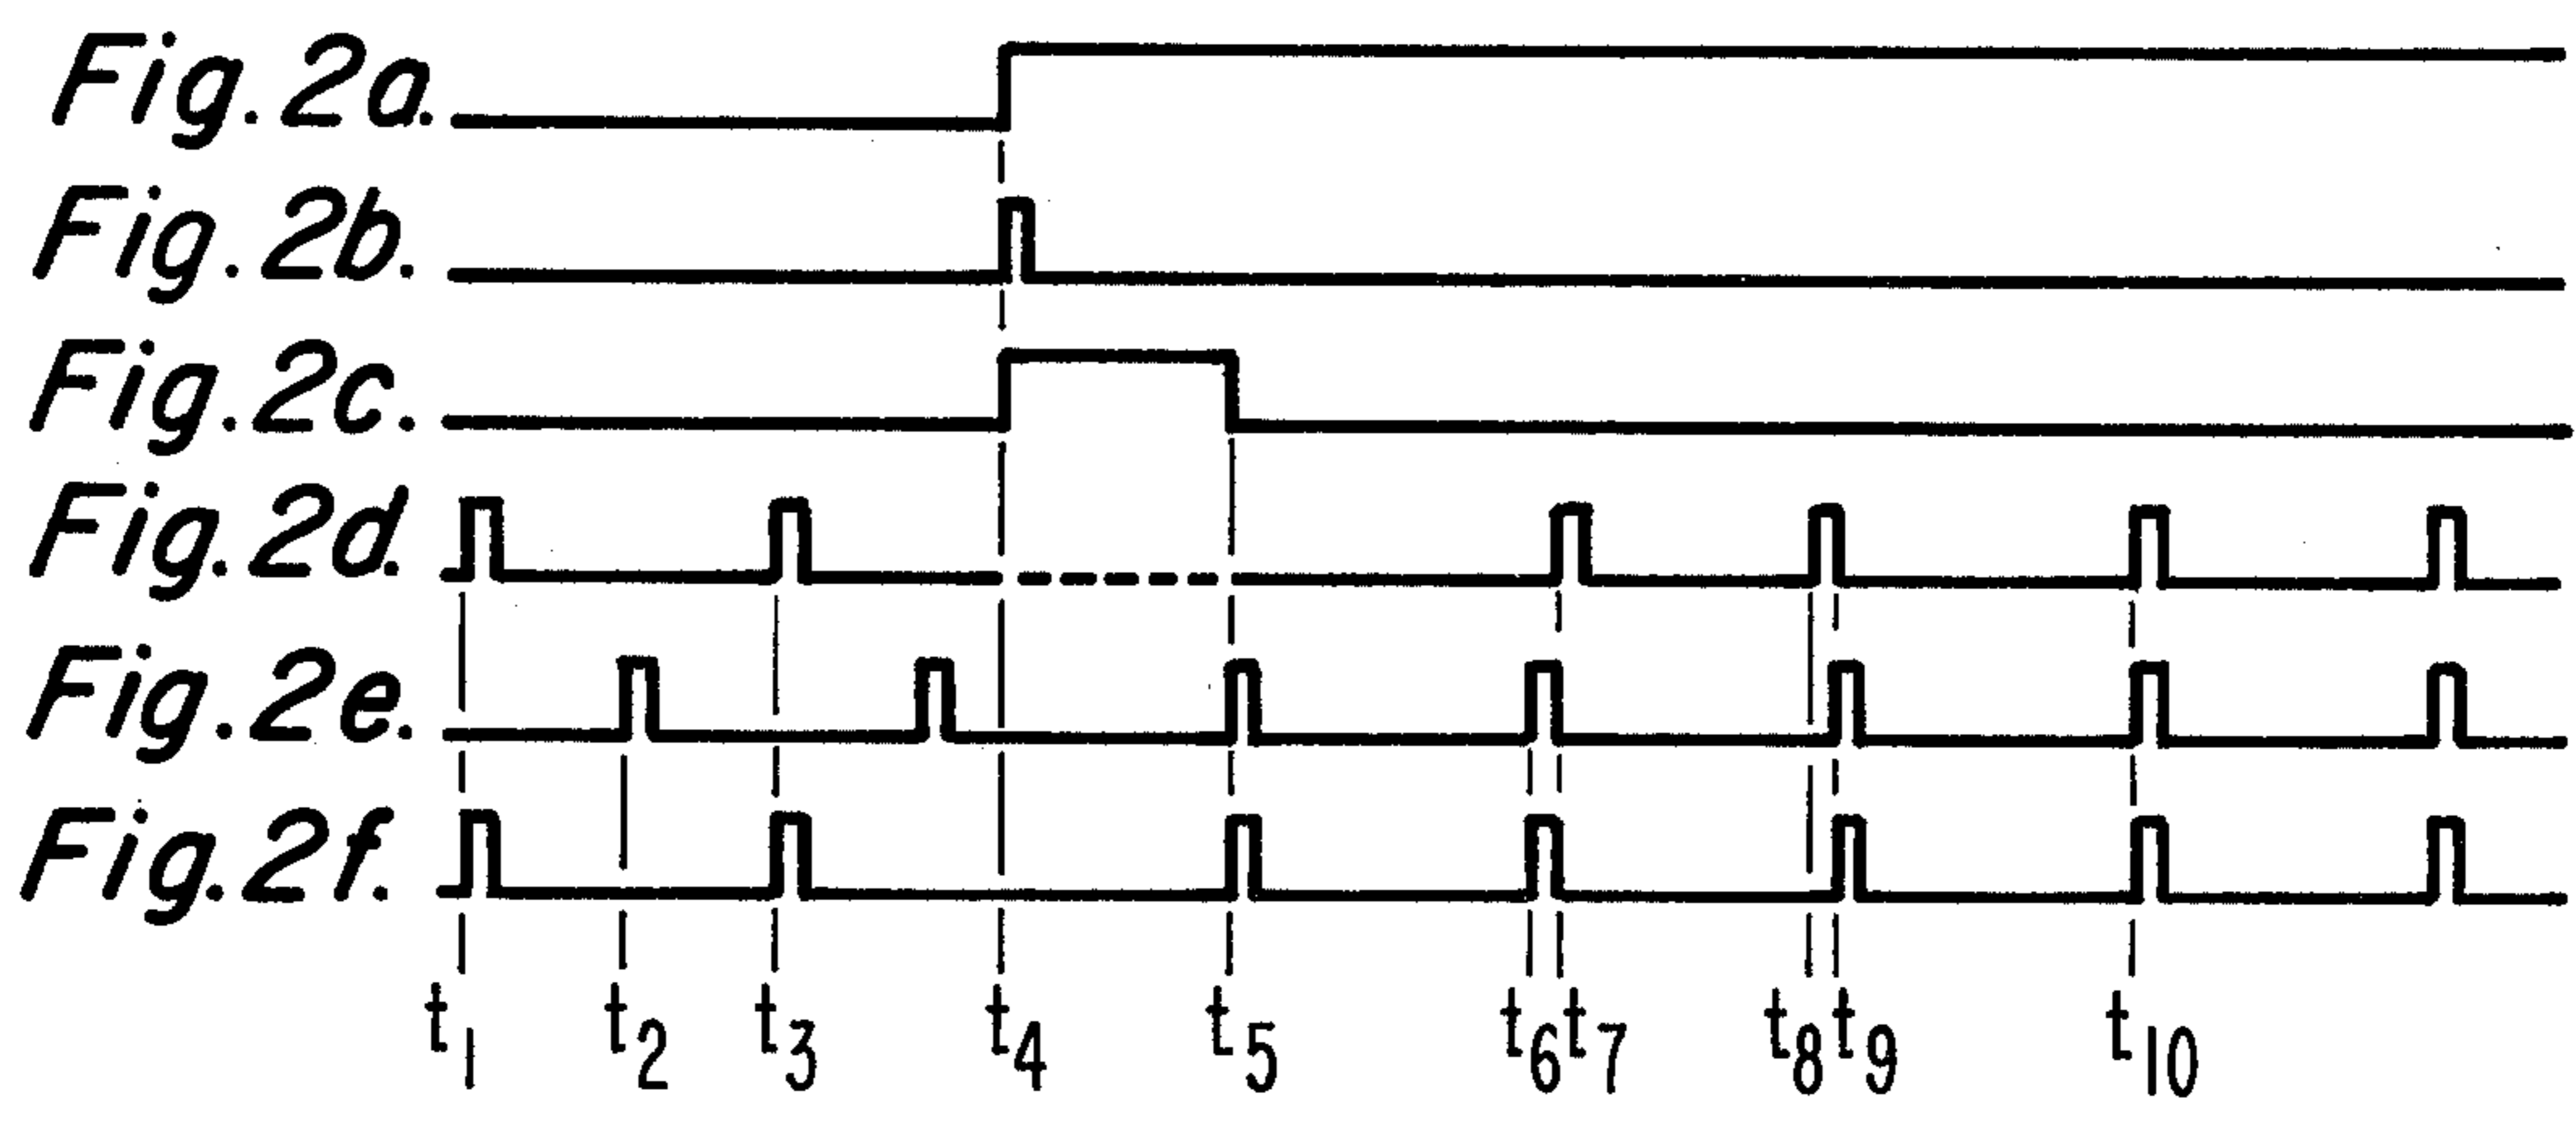 Fig. 2a.
Fig. 2b.
Fig. 2c.
Fig. 2d.
Fig. 2e.
Fig. 2f.
t1 t2 t3 t4 t5 t6 t7 t8 t9 t10